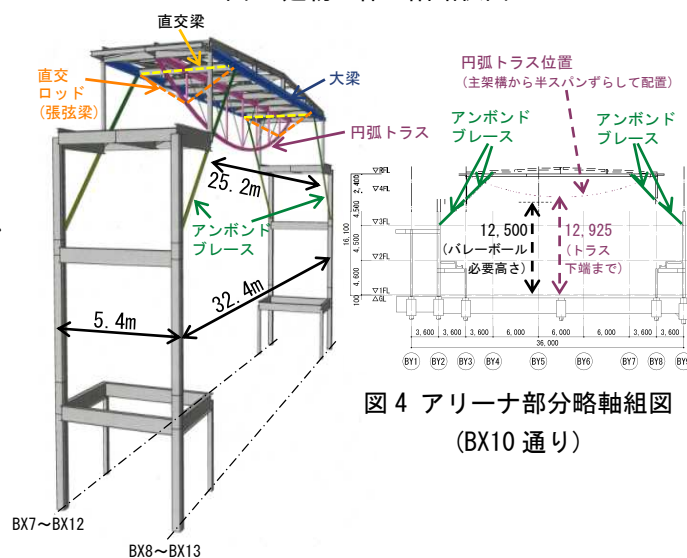 直交梁
直交
ロッド
(張弦梁)
大梁
円弧トラス
25.2m
アンボンド
ブレース
32.4m
5.4m
BX7～BX12
BX8～BX13
円弧トラス位置
(主架構から半スパンずらして配置)
アンボンド
ブレース
アンボンド
ブレース
▽RFL
▽4FL
▽3FL
▽2FL
▽1FL
△GL
2,400
4,500
4,500
4,600
100
16,100
12,500
(バレーボール
必要高さ)
12,925
(トラス
下端まで)
3,600 3,600 3,600 6,000 6,000 6,000 3,600 3,600
36,000
BY1 BY2 BY3 BY4 BY5 BY6 BY7 BY8 BY9
図4 アリーナ部分略軸組図
(BX10通り)